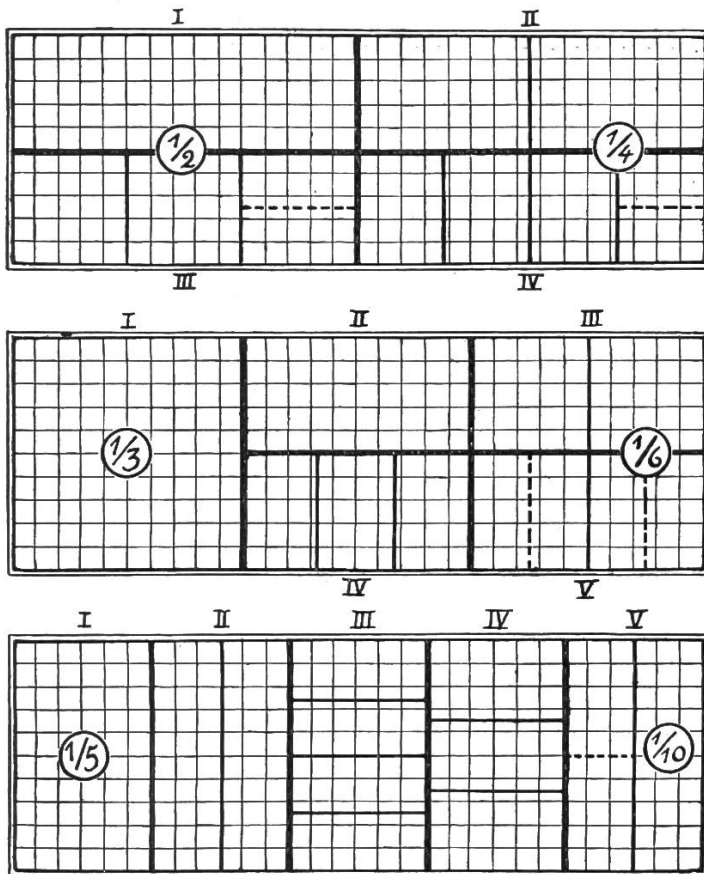 I II
1/2 1/4
III IV
I II III
1/3 1/6
IV V
I II III IV V
1/5 1/10